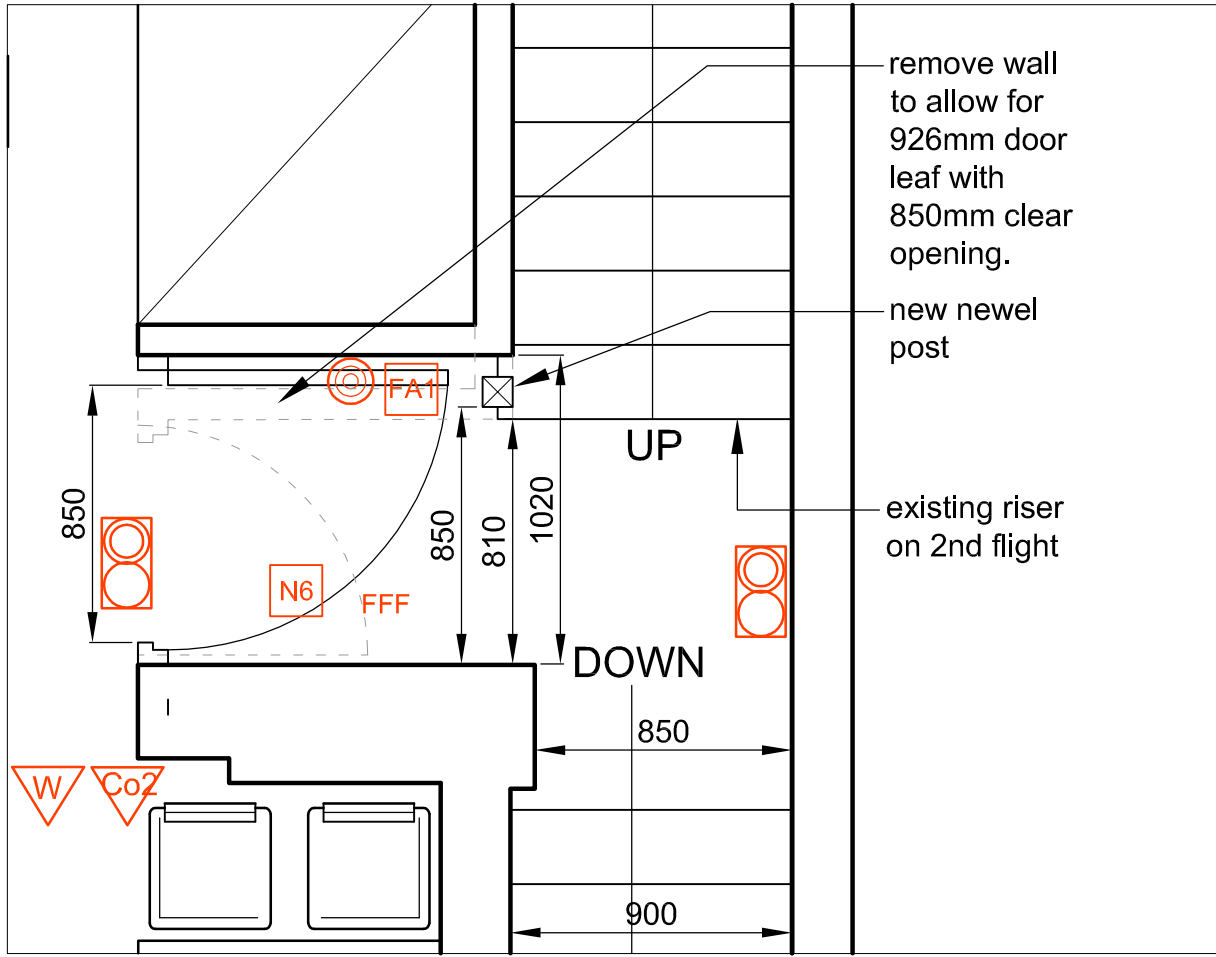 remove wall
to allow for
926mm door
leaf with
850mm clear
opening.
new newel
post
FA1
UP
850
850
810
1020
existing riser
on 2nd flight
N6
FFF
DOWN
850
W
Co2
900